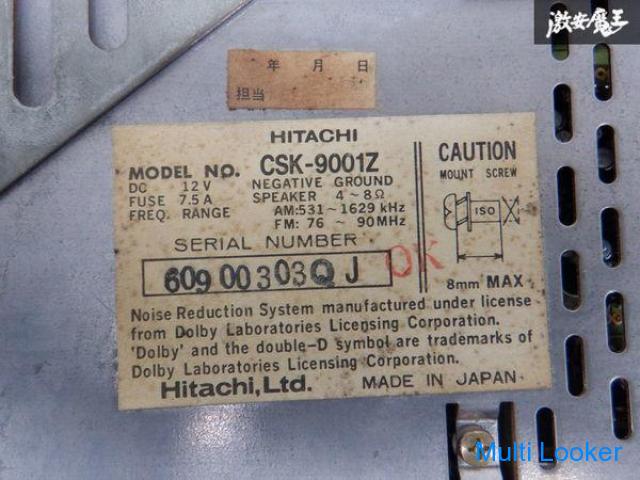 激安魔王
年 月 日
担当
HITACHI
MODEL NO. CSK-9001Z
DC 12V NEGATIVE GROUND
FUSE 7.5A SPEAKER 4~8Ω
FREQ. RANGE AM:531~1629 kHz
FM: 76~ 90MHz
SERIAL NUMBER
609 00303Q J
OK
CAUTION
MOUNT SCREW
ISO
8mm MAX
Noise Reduction System manufactured under license
from Dolby Laboratories Licensing Corporation.
'Dolby' and the double-D symbol are trademarks of
Dolby Laboratories Licensing Corporation.
Hitachi, Ltd. MADE IN JAPAN
Multi Looker